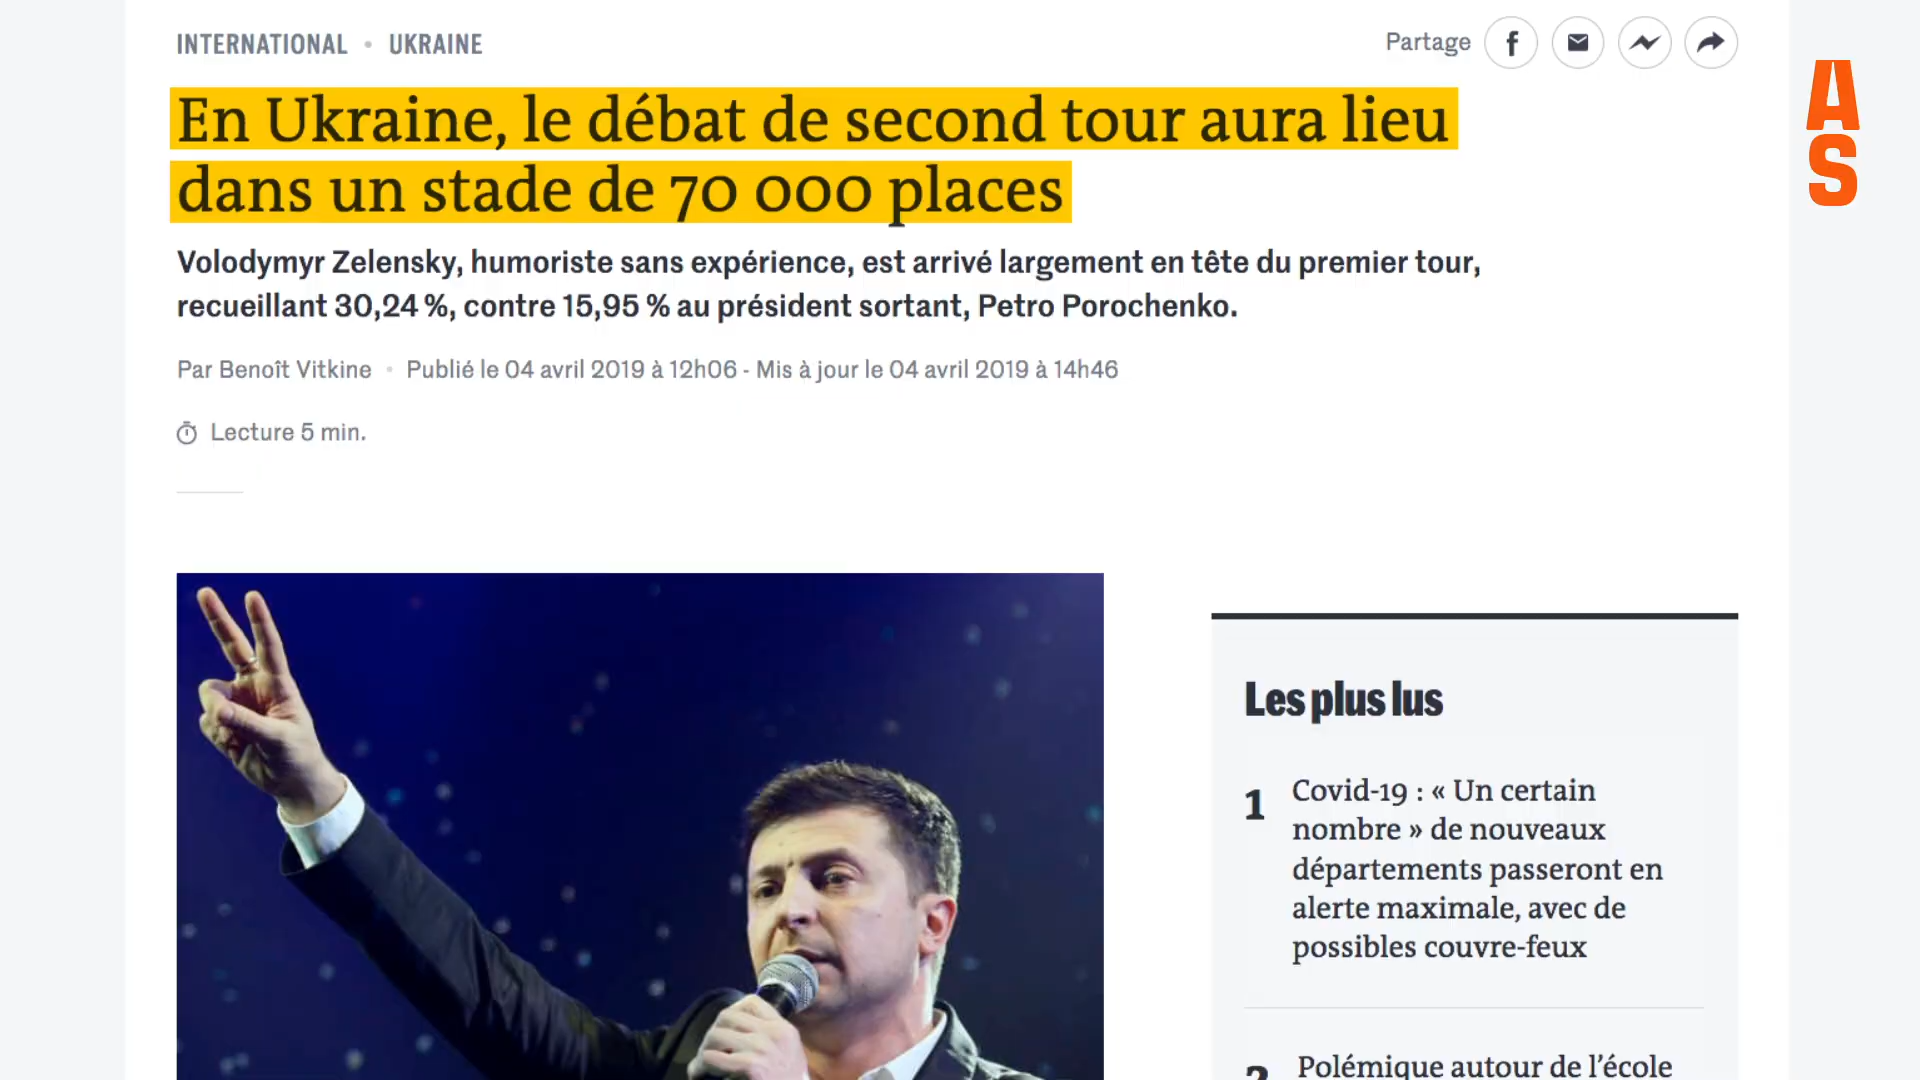 INTERNATIONAL • UKRAINE
Partage
En Ukraine, le débat de second tour aura lieu
dans un stade de 70 000 places
Volodymyr Zelensky, humoriste sans expérience, est arrivé largement en tête du premier tour,
recueillant 30,24 %, contre 15,95 % au président sortant, Petro Porochenko.
Par Benoît Vitkine • Publié le 04 avril 2019 à 12h06 - Mis à jour le 04 avril 2019 à 14h46
Lecture 5 min.
Les plus lus
1 Covid-19 : « Un certain
nombre » de nouveaux
départements passeront en
alerte maximale, avec de
possibles couvre-feux
2 Polémique autour de l'école
A
S